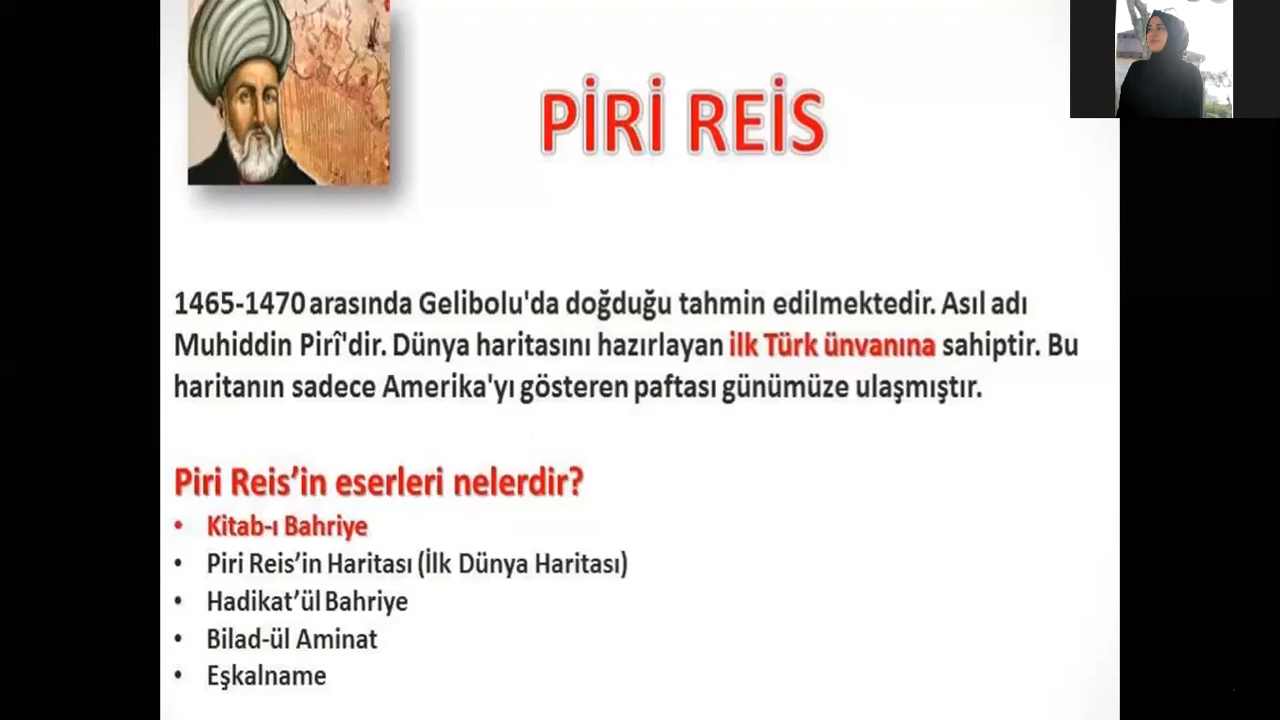 PİRİ REİS
1465-1470 arasında Gelibolu'da doğduğu tahmin edilmektedir. Asıl adı
Muhiddin Pirî'dir. Dünya haritasını hazırlayan ilk Türk ünvanına sahiptir. Bu
haritanın sadece Amerika'yı gösteren paftası günümüze ulaşmıştır.
Piri Reis’in eserleri nelerdir?
• Kitab-ı Bahriye
• Piri Reis’in Haritası (İlk Dünya Haritası)
• Hadikat’ül Bahriye
• Bilad-ül Aminat
• Eşkalname